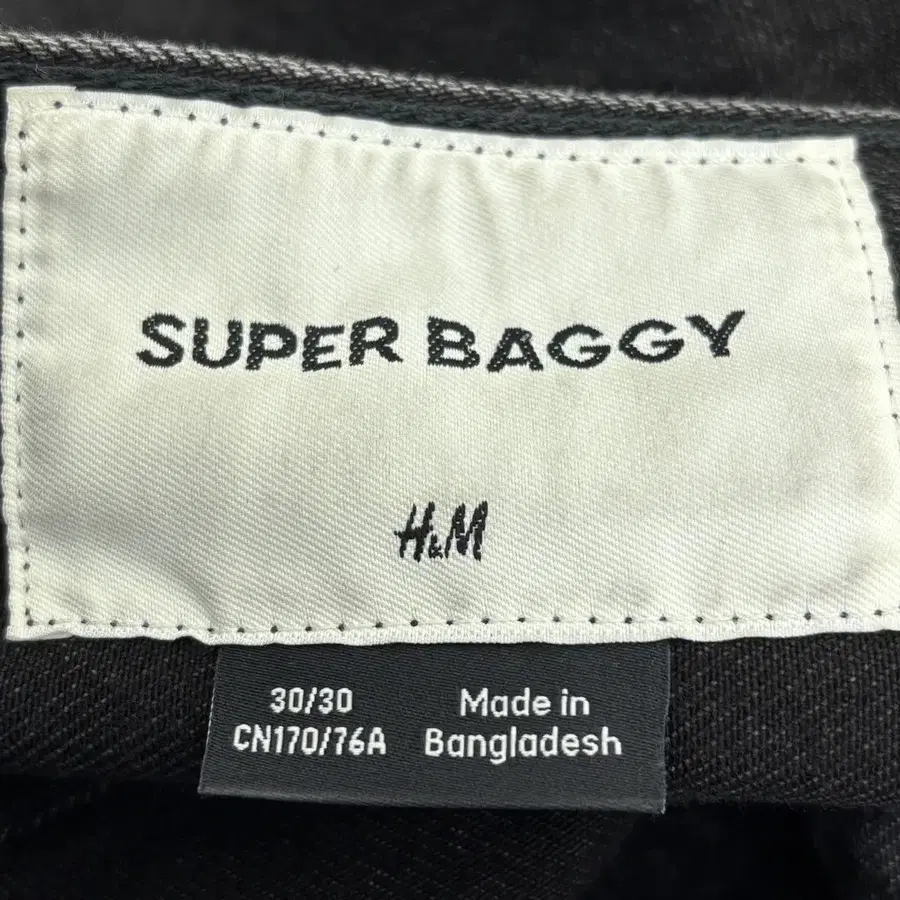 SUPER BAGGY
H&M
30/30
CN170/76A
Made in
Bangladesh